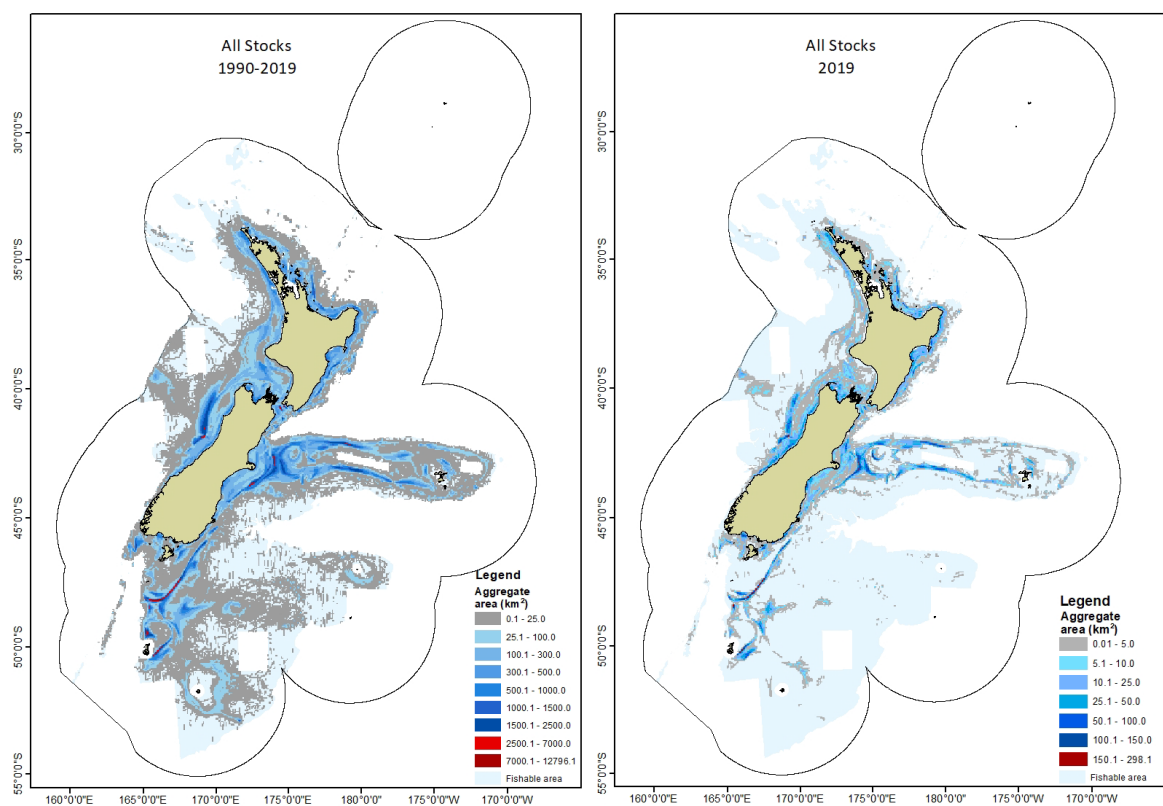 All Stocks
1990-2019
30°0'0"S
35°0'0"S
40°0'0"S
45°0'0"S
50°0'0"S
55°0'0"S
Legend
Aggregate
area (km²)
0.1 - 25.0
25.1 - 100.0
100.1 - 300.0
300.1 - 500.0
500.1 - 1000.0
1000.1 - 1500.0
1500.1 - 2500.0
2500.1 - 7000.0
7000.1 - 12796.1
Fishable area
160°0'0"E
165°0'0"E
170°0'0"E
175°0'0"E
180°0'0"
175°0'0"W
170°0'0"W
All Stocks
2019
30°0'0"S
35°0'0"S
40°0'0"S
45°0'0"S
50°0'0"S
55°0'0"S
Legend
Aggregate
area (km²)
0.01 - 5.0
5.1 - 10.0
10.1 - 25.0
25.1 - 50.0
50.1 - 100.0
100.1 - 150.0
150.1 - 298.1
Fishable area
160°0'0"E
165°0'0"E
170°0'0"E
175°0'0"E
180°0'0"
175°0'0"W
170°0'0"W